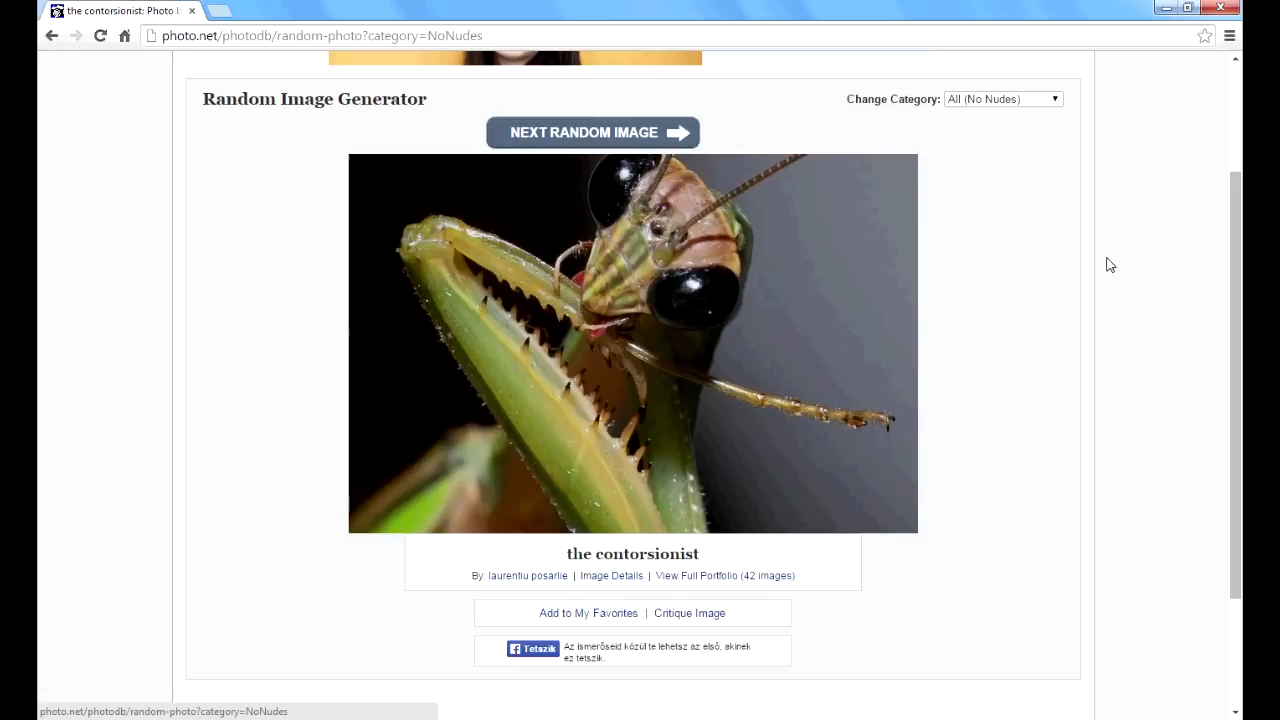 the contorsionist: Photo b
photo.net/photodb/random-photo?category=NoNudes
Random Image Generator
Change Category: All (No Nudes)
NEXT RANDOM IMAGE
the contorsionist
By: laurentiu posarlie | Image Details | View Full Portfolio (42 images)
Add to My Favorites | Critique Image
Tetszik Az ismerőseid közül te lehetsz az első, akinek
ez tetszik.
photo.net/photodb/random-photo?category=NoNudes